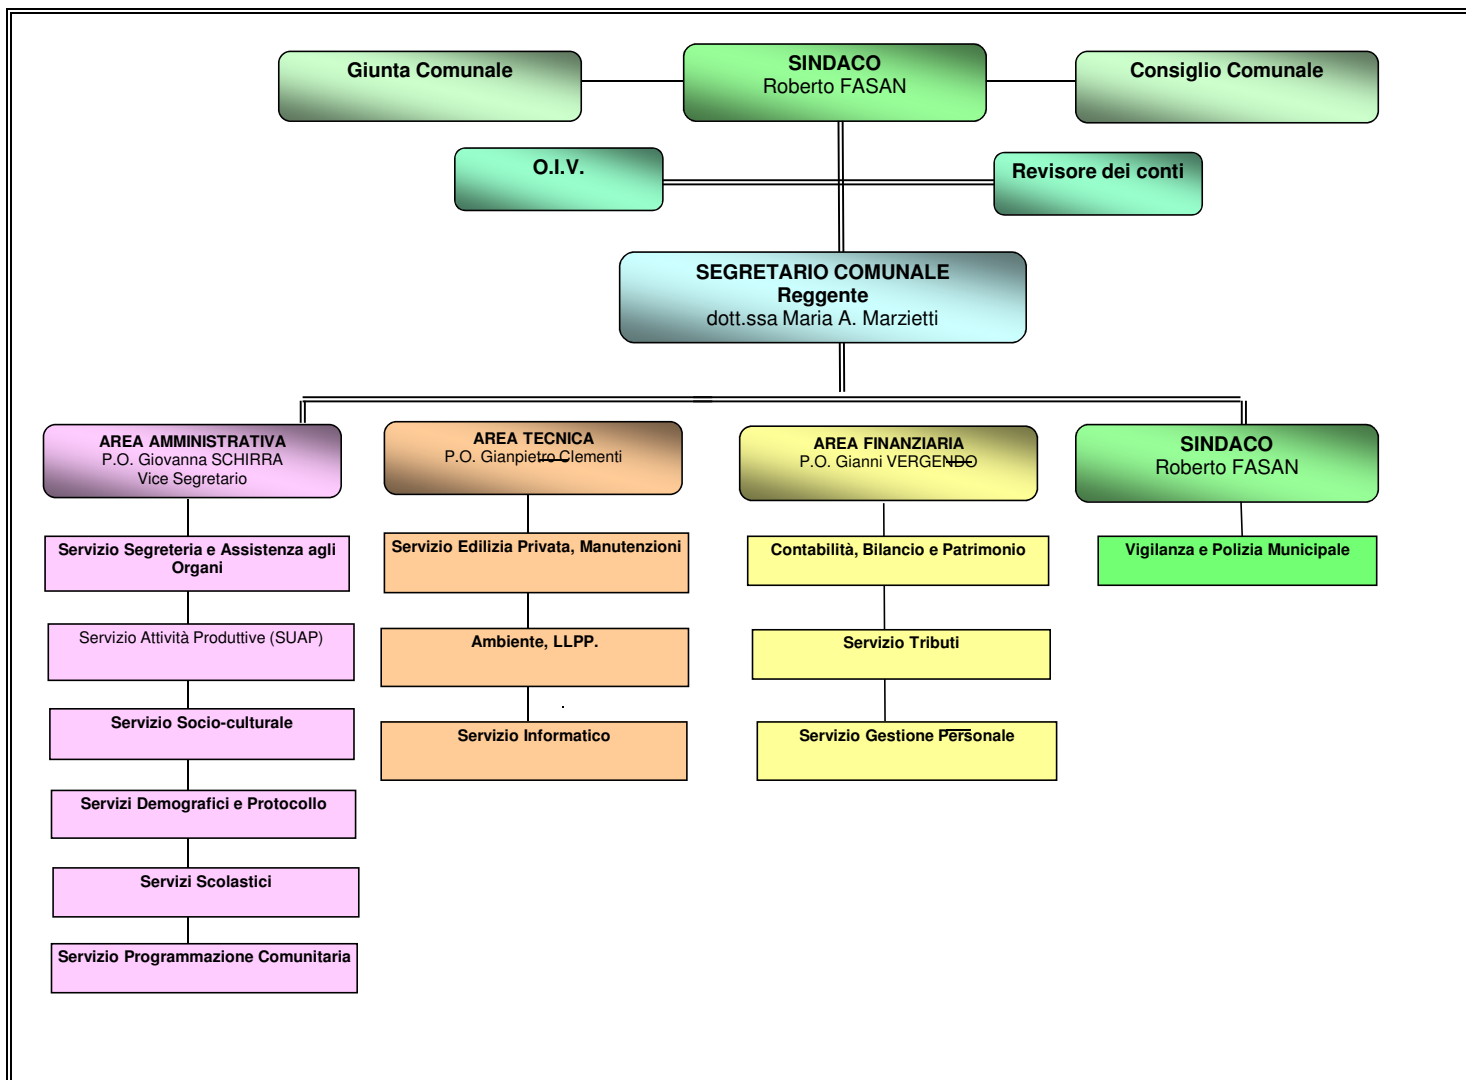 Giunta Comunale
SINDACO
Roberto FASAN
Consiglio Comunale
O.I.V.
Revisore dei conti
SEGRETARIO COMUNALE
Reggente
dott.ssa Maria A. Marzietti
AREA AMMINISTRATIVA
P.O. Giovanna SCHIRRA
Vice Segretario
AREA TECNICA
P.O. Gianpietro Clementi
AREA FINANZIARIA
P.O. Gianni VERGENDO
SINDACO
Roberto FASAN
Servizio Segreteria e Assistenza agli
Organi
Servizio Attività Produttive (SUAP)
Servizio Socio-culturale
Servizi Demografici e Protocollo
Servizi Scolastici
Servizio Programmazione Comunitaria
Servizio Edilizia Privata, Manutenzioni
Ambiente, LLPP.
Servizio Informatico
Contabilità, Bilancio e Patrimonio
Servizio Tributi
Servizio Gestione Personale
Vigilanza e Polizia Municipale